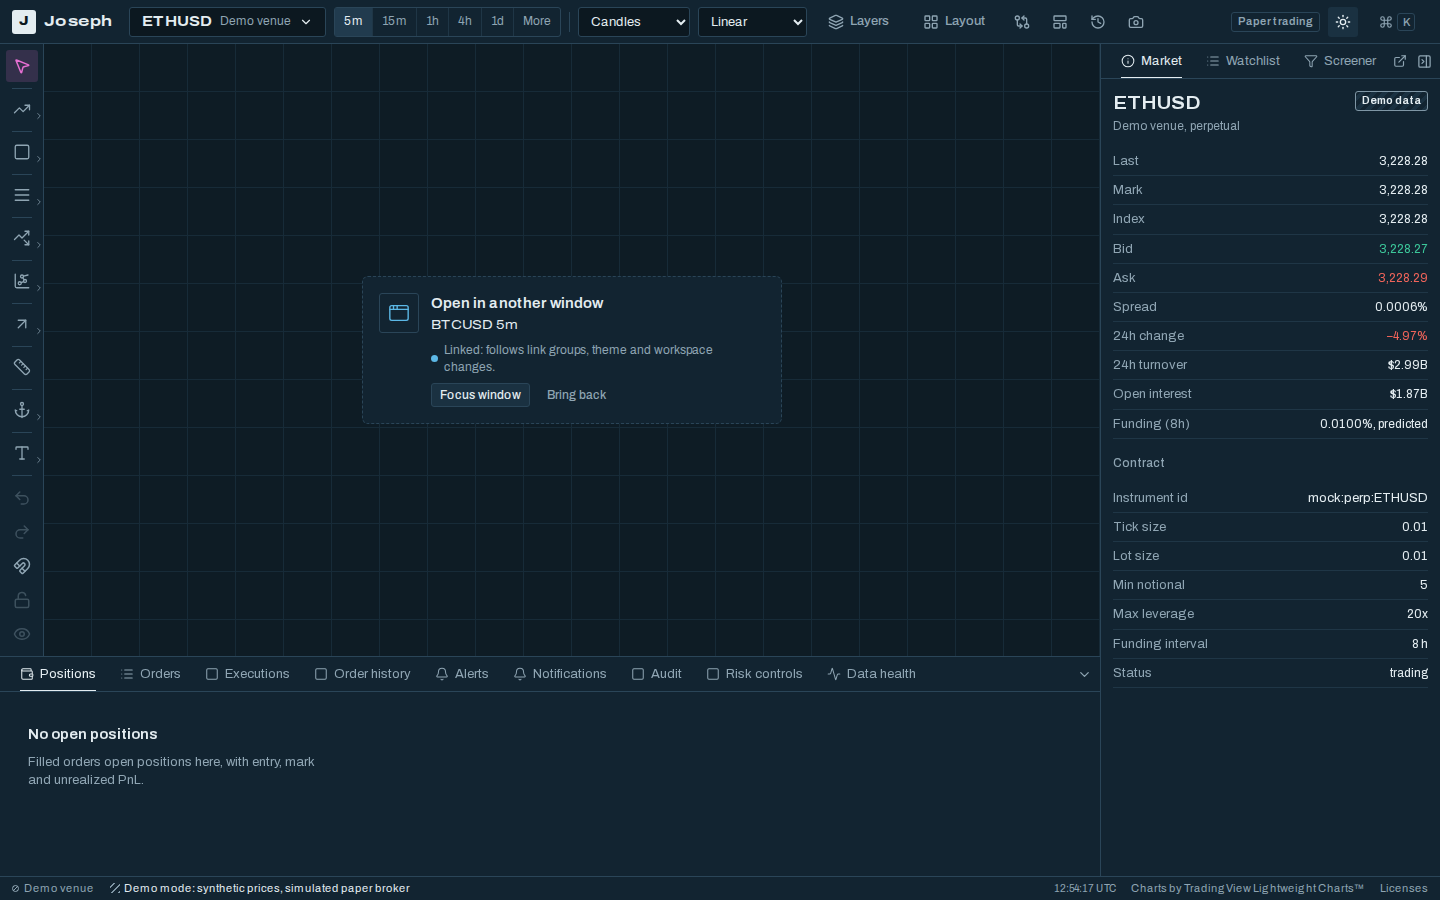 J Joseph
ETHUSD Demo venue
5m 15m 1h 4h 1d More
Candles
Linear
Layers
Layout
Paper trading
⌘ K
Market
Watchlist
Screener
Open in another window
BTCUSD 5m
Linked: follows link groups, theme and workspace
changes.
Focus window
Bring back
ETHUSD
Demo data
Demo venue, perpetual
Last 3,228.28
Mark 3,228.28
Index 3,228.28
Bid 3,228.27
Ask 3,228.29
Spread 0.0006%
24h change −4.97%
24h turnover $2.99B
Open interest $1.87B
Funding (8h) 0.0100%, predicted
Contract
Instrument id mock:perp:ETHUSD
Tick size 0.01
Lot size 0.01
Min notional 5
Max leverage 20x
Funding interval 8 h
Status trading
Positions
Orders
Executions
Order history
Alerts
Notifications
Audit
Risk controls
Data health
No open positions
Filled orders open positions here, with entry, mark
and unrealized PnL.
Demo venue
Demo mode: synthetic prices, simulated paper broker
12:54:17 UTC
Charts by TradingView Lightweight Charts™
Licenses